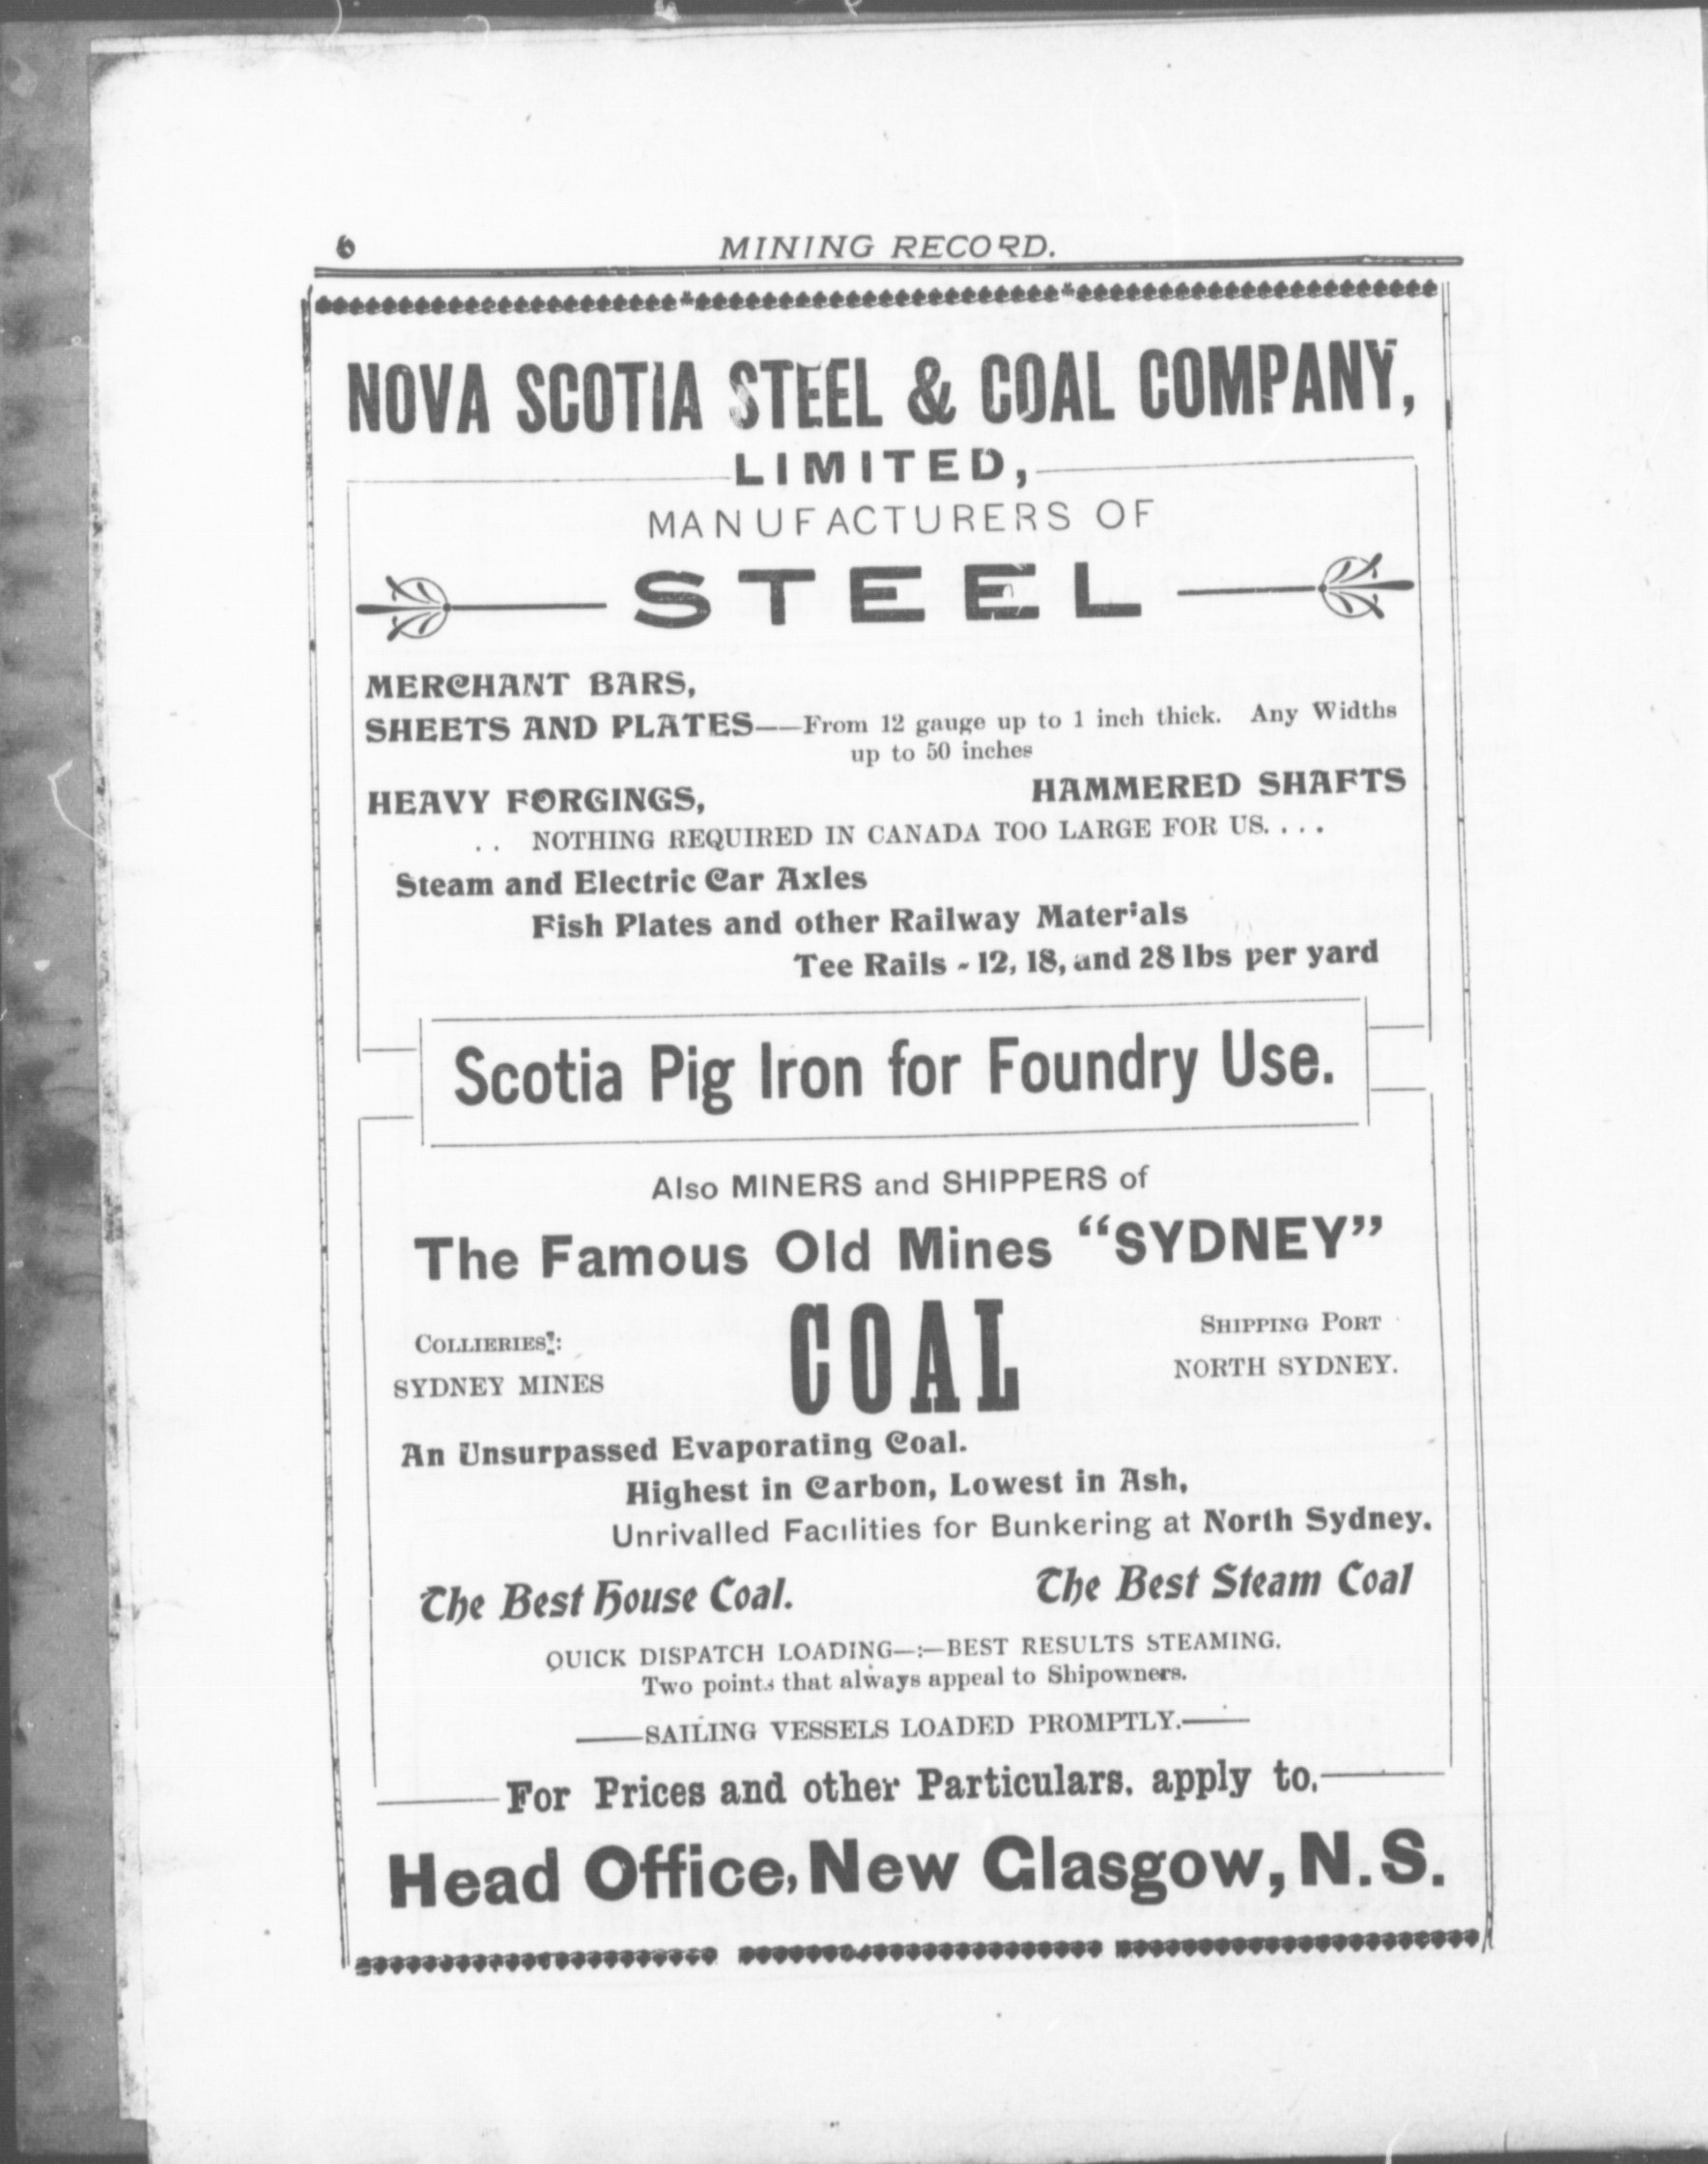 6 MINING RECORD.
NOVA SCOTIA STEEL & COAL COMPANY,
LIMITED,
MANUFACTURERS OF
STEEL
MERCHANT BARS,
SHEETS AND PLATES——From 12 gauge up to 1 inch thick. Any Widths
up to 50 inches
HEAVY FORGINGS, HAMMERED SHAFTS
. . NOTHING REQUIRED IN CANADA TOO LARGE FOR US. . . .
Steam and Electric Car Axles
Fish Plates and other Railway Materials
Tee Rails - 12, 18, and 28 lbs per yard
Scotia Pig Iron for Foundry Use.
Also MINERS and SHIPPERS of
The Famous Old Mines "SYDNEY"
COAL
COLLIERIES:
SYDNEY MINES
SHIPPING PORT
NORTH SYDNEY.
An Unsurpassed Evaporating Coal.
Highest in Carbon, Lowest in Ash,
Unrivalled Facilities for Bunkering at North Sydney.
The Best House Coal. The Best Steam Coal
QUICK DISPATCH LOADING—:—BEST RESULTS STEAMING.
Two points that always appeal to Shipowners.
——SAILING VESSELS LOADED PROMPTLY.——
For Prices and other Particulars. apply to,
Head Office, New Glasgow, N.S.